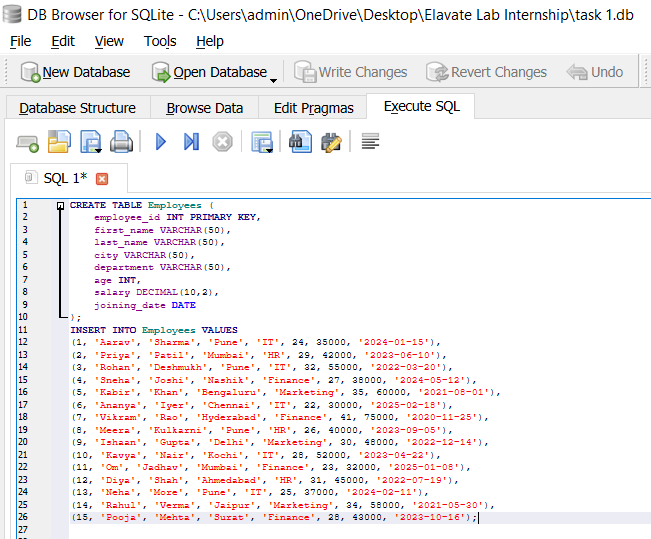 DB Browser for SQLite - C:\Users\admin\OneDrive\Desktop\Elavate Lab Internship\task 1.db
File Edit View Tools Help
New Database Open Database Write Changes Revert Changes Undo
Database Structure Browse Data Edit Pragmas Execute SQL
SQL 1*
1 CREATE TABLE Employees (
2 employee_id INT PRIMARY KEY,
3 first_name VARCHAR(50),
4 last_name VARCHAR(50),
5 city VARCHAR(50),
6 department VARCHAR(50),
7 age INT,
8 salary DECIMAL(10,2),
9 joining_date DATE
10 );
11 INSERT INTO Employees VALUES
12 (1, 'Aarav', 'Sharma', 'Pune', 'IT', 24, 35000, '2024-01-15'),
13 (2, 'Priya', 'Patil', 'Mumbai', 'HR', 29, 42000, '2023-06-10'),
14 (3, 'Rohan', 'Deshmukh', 'Pune', 'IT', 32, 55000, '2022-03-20'),
15 (4, 'Sneha', 'Joshi', 'Nashik', 'Finance', 27, 38000, '2024-05-12'),
16 (5, 'Kabir', 'Khan', 'Bengaluru', 'Marketing', 35, 60000, '2021-08-01'),
17 (6, 'Ananya', 'Iyer', 'Chennai', 'IT', 22, 30000, '2025-02-18'),
18 (7, 'Vikram', 'Rao', 'Hyderabad', 'Finance', 41, 75000, '2020-11-25'),
19 (8, 'Meera', 'Kulkarni', 'Pune', 'HR', 26, 40000, '2023-09-05'),
20 (9, 'Ishaan', 'Gupta', 'Delhi', 'Marketing', 30, 48000, '2022-12-14'),
21 (10, 'Kavya', 'Nair', 'Kochi', 'IT', 28, 52000, '2023-04-22'),
22 (11, 'Om', 'Jadhav', 'Mumbai', 'Finance', 23, 32000, '2025-01-08'),
23 (12, 'Diya', 'Shah', 'Ahmedabad', 'HR', 31, 45000, '2022-07-19'),
24 (13, 'Neha', 'More', 'Pune', 'IT', 25, 37000, '2024-02-11'),
25 (14, 'Rahul', 'Verma', 'Jaipur', 'Marketing', 34, 58000, '2021-05-30'),
26 (15, 'Pooja', 'Mehta', 'Surat', 'Finance', 28, 43000, '2023-10-16');
27